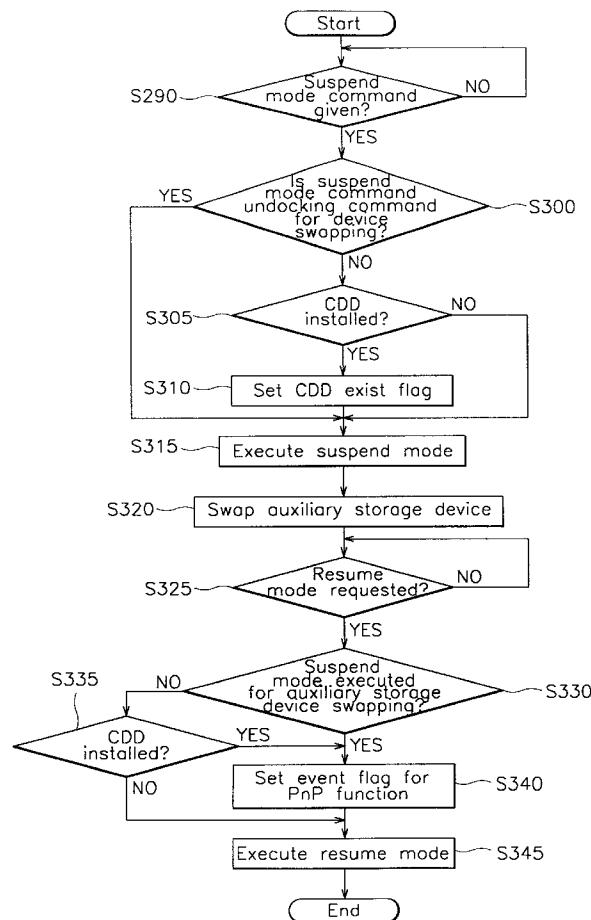 Start
S290
Suspend
mode command
given?
NO
YES
Is suspend
mode command
undocking command
for device
swapping?
YES
S300
NO
S305
CDD
installed?
NO
YES
S310
Set CDD exist flag
S315
Execute suspend mode
S320
Swap auxiliary storage device
S325
Resume
mode requested?
NO
YES
Suspend
mode executed
for auxiliary storage
device swapping?
NO
S330
S335
CDD
installed?
YES
YES
NO
Set event flag for
PnP function
S340
Execute resume mode
S345
End